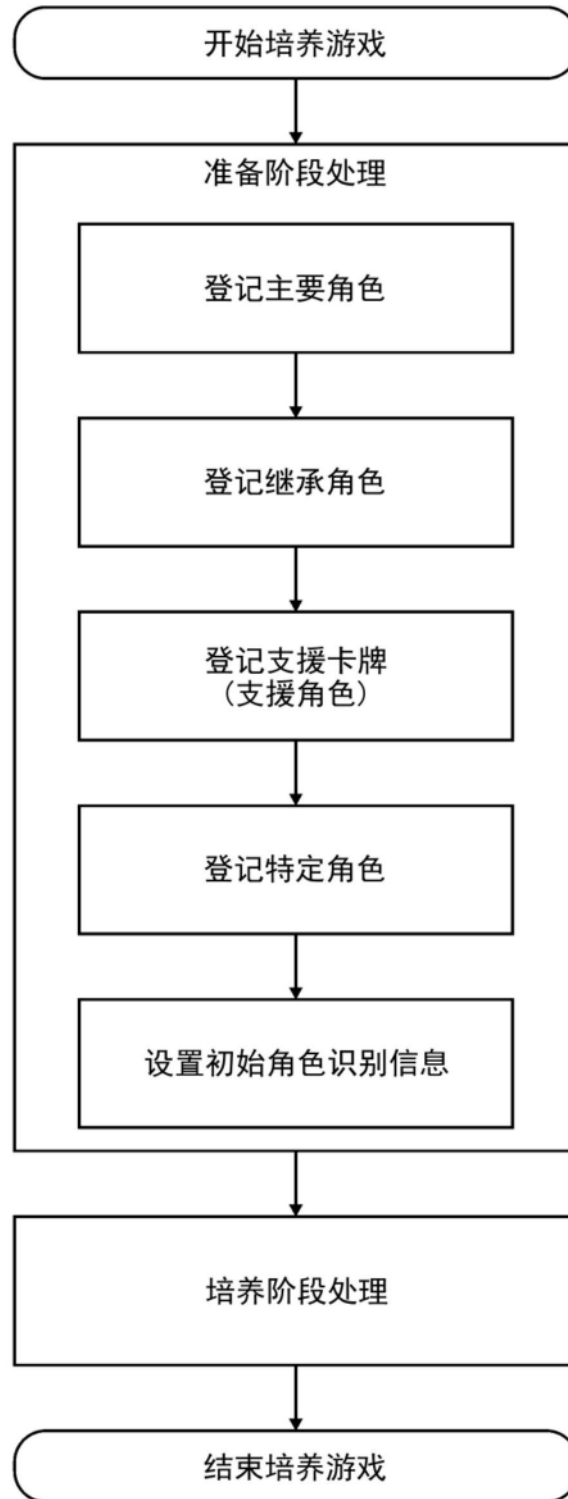 开始培养游戏
准备阶段处理
登记主要角色
登记继承角色
登记支援卡牌
(支援角色)
登记特定角色
设置初始角色识别信息
培养阶段处理
结束培养游戏